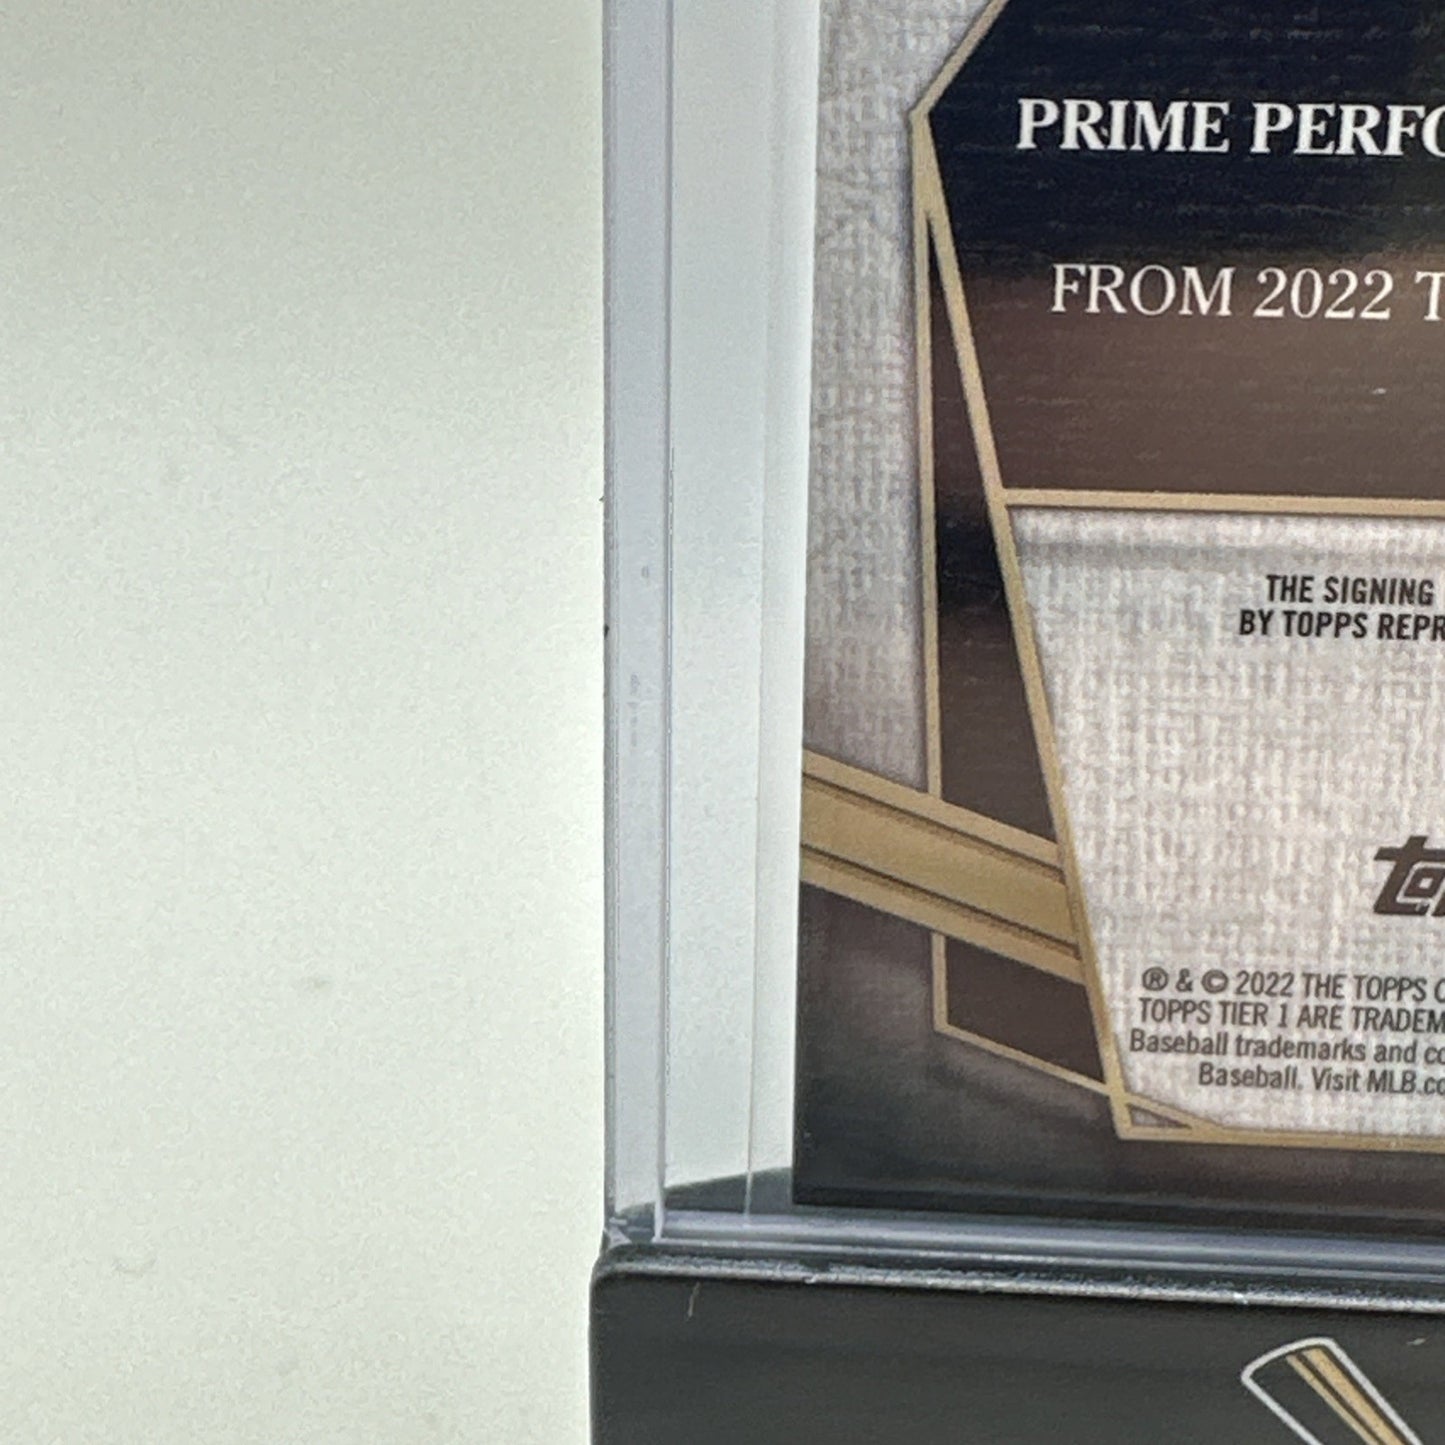 PRIME PERFO
FROM 2022 T
THE SIGNING
BY TOPPS REPR
® & © 2022 THE TOPPS C
TOPPS TIER 1 ARE TRADEM
Baseball trademarks and co
Baseball. Visit MLB.co